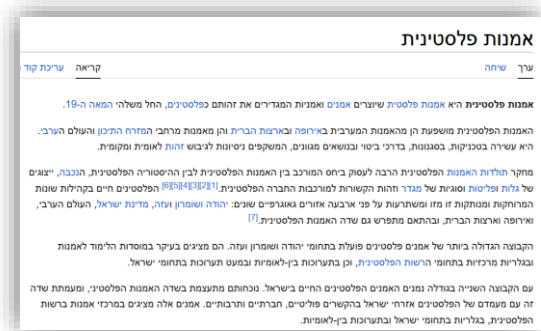 אמנות פלסטינית
ערך שיחה קריאה עריכת קוד
אמנות פלסטינית היא אמנות פלסטית שיוצרים אמנים ואמניות המגדירים את זהותם כפלסטינים, החל משלהי המאה ה-19.
האמנות הפלסטינית מושפעת הן מהאמנות המערבית באירופה ובארצות הברית והן מאמנות מרחבי המזרח התיכון והעולם הערבי.
היא עשירה בטכניקות, בסגנונות, בדרכי ביטוי ובנושאים מגוונים, המשקפים ניסיונות לגיבוש זהות לאומית ומקומית.
מחקר תולדות האמנות הפלסטינית הרבה לעסוק ביחס המורכב בין האמנות הפלסטינית לבין ההיסטוריה הפלסטינית, הנכבה, ייצוגים
של גלות ופליטות וסוגיות של מגדר וזהות הקשורות למורכבות החברה הפלסטינית.[1][2][3][4][5][6] הפלסטינים חיים בקהילות שונות
המרוחקות ומנותקות זו מזו ומשתרעות על פני ארבעה אזורים גאוגרפיים שונים: יהודה ושומרון ועזה, מדינת ישראל, העולם הערבי,
ואירופה וארצות הברית, ובהתאם מתפרש גם שדה האמנות הפלסטינית.[7]
הקבוצה הגדולה ביותר של אמנים פלסטינים פועלת בתחומי יהודה ושומרון ועזה. הם מציגים בעיקר במוסדות הלימוד לאמנות
ובגלריות מרכזיות בתחומי הרשות הפלסטינית, וכן בתערוכות בין-לאומיות ובמעט תערוכות בתחומי ישראל.
עם הקבוצה השנייה בגודלה נמנים האמנים הפלסטינים החיים בישראל. נוכחותם מתעצמת בשדה האמנות הפלסטיני, ומעמתת שדה
זה עם מעמדם של הפלסטינים אזרחי ישראל בהקשרים פוליטיים, חברתיים ותרבותיים. אמנים אלה מציגים במרכזי אמנות ברשות
הפלסטינית, בגלריות בתחומי ישראל ובתערוכות בין-לאומיות.